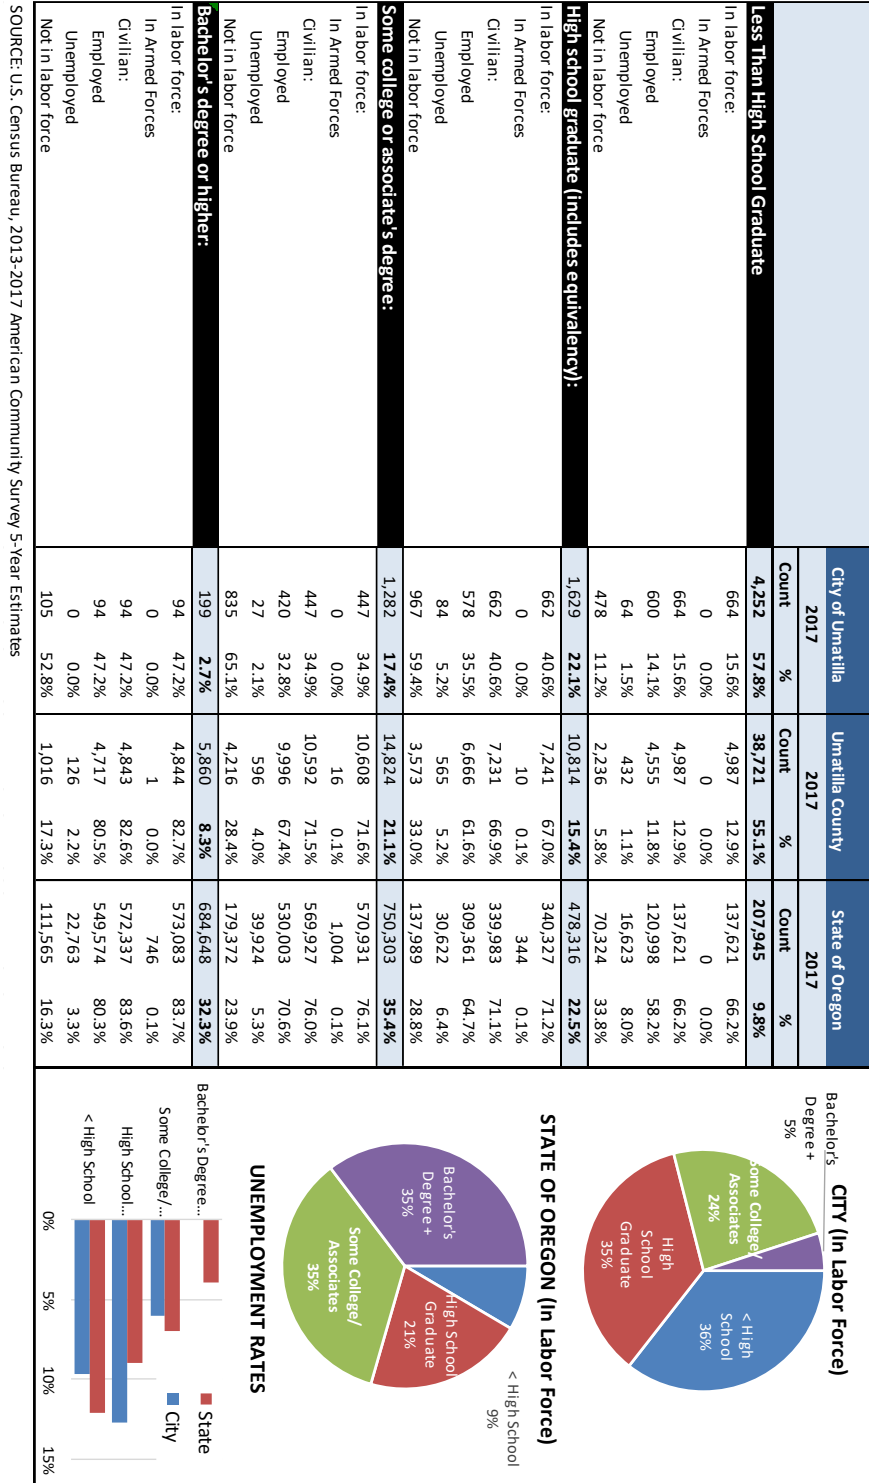 City of Umatilla Umatilla County State of Oregon
2017 2017 2017
Count % Count % Count %
Less Than High School Graduate 4,252 57.8% 38,721 55.1% 207,945 9.8%
In labor force: 664 15.6% 4,987 12.9% 137,621 66.2%
In Armed Forces 0 0.0% 0 0.0% 0 0.0%
Civilian: 664 15.6% 4,987 12.9% 137,621 66.2%
Employed 600 14.1% 4,555 11.8% 120,998 58.2%
Unemployed 64 1.5% 432 1.1% 16,623 8.0%
Not in labor force 478 11.2% 2,236 5.8% 70,324 33.8%
High school graduate (includes equivalency): 1,629 22.1% 10,814 15.4% 478,316 22.5%
In labor force: 662 40.6% 7,241 67.0% 340,327 71.2%
In Armed Forces 0 0.0% 10 0.1% 344 0.1%
Civilian: 662 40.6% 7,231 66.9% 339,983 71.1%
Employed 578 35.5% 6,666 61.6% 309,361 64.7%
Unemployed 84 5.2% 565 5.2% 30,622 6.4%
Not in labor force 967 59.4% 3,573 33.0% 137,989 28.8%
Some college or associate's degree: 1,282 17.4% 14,824 21.1% 750,303 35.4%
In labor force: 447 34.9% 10,608 71.6% 570,931 76.1%
In Armed Forces 0 0.0% 16 0.1% 1,004 0.1%
Civilian: 447 34.9% 10,592 71.5% 569,927 76.0%
Employed 420 32.8% 9,996 67.4% 530,003 70.6%
Unemployed 27 2.1% 596 4.0% 39,924 5.3%
Not in labor force 835 65.1% 4,216 28.4% 179,372 23.9%
Bachelor's degree or higher: 199 2.7% 5,860 8.3% 684,648 32.3%
In labor force: 94 47.2% 4,844 82.7% 573,083 83.7%
In Armed Forces 0 0.0% 1 0.0% 746 0.1%
Civilian: 94 47.2% 4,843 82.6% 572,337 83.6%
Employed 94 47.2% 4,717 80.5% 549,574 80.3%
Unemployed 0 0.0% 126 2.2% 22,763 3.3%
Not in labor force 105 52.8% 1,016 17.3% 111,565 16.3%
SOURCE: U.S. Census Bureau, 2013-2017 American Community Survey 5-Year Estimates
CITY (In Labor Force)
Bachelor's
Degree +
5%
< High
School
36%
Some College/
Associates
24%
High
School
Graduate
35%
STATE OF OREGON (In Labor Force)
< High School
9%
Bachelor's
Degree +
35%
High School
Graduate
21%
Some College/
Associates
35%
UNEMPLOYMENT RATES
Bachelor's Degree...
Some College/...
High School...
< High School
State
City
0% 5% 10% 15%